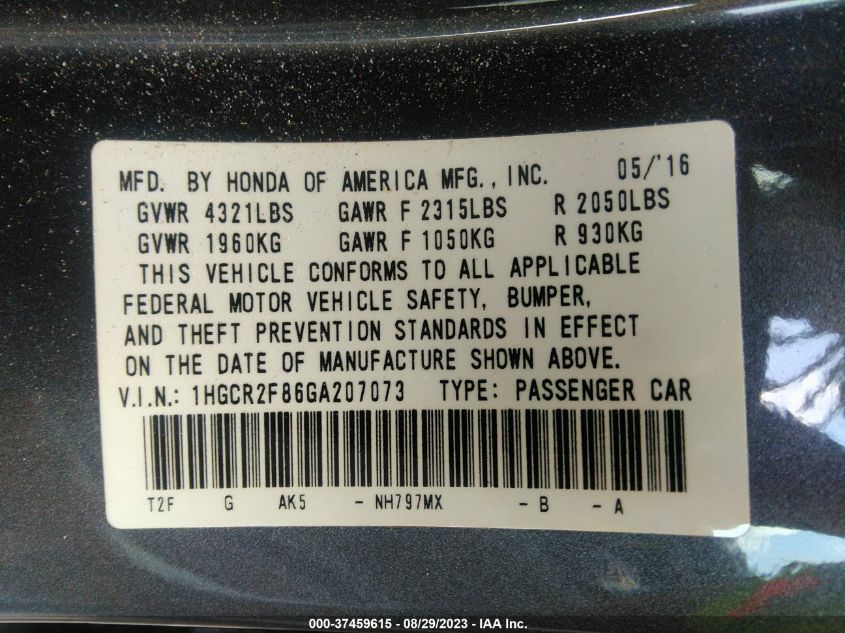 MFD. BY HONDA OF AMERICA MFG., INC. 05/'16
GVWR 4321LBS GAWR F 2315LBS R 2050LBS
GVWR 1960KG GAWR F 1050KG R 930KG
THIS VEHICLE CONFORMS TO ALL APPLICABLE
FEDERAL MOTOR VEHICLE SAFETY, BUMPER,
AND THEFT PREVENTION STANDARDS IN EFFECT
ON THE DATE OF MANUFACTURE SHOWN ABOVE.
V.I.N.: 1HGCR2F86GA207073 TYPE: PASSENGER CAR
T2F G AK5 - NH797MX - B - A
000-37459615 - 08/29/2023 - IAA Inc.